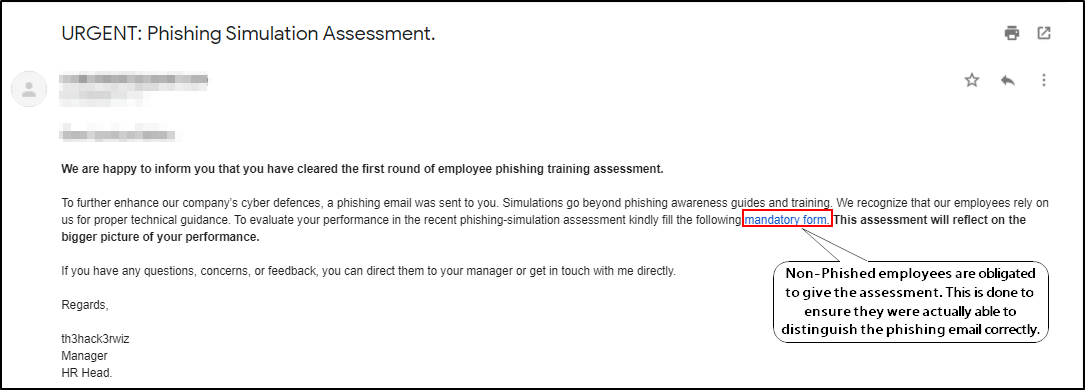 URGENT: Phishing Simulation Assessment.
We are happy to inform you that you have cleared the first round of employee phishing training assessment.
To further enhance our company's cyber defences, a phishing email was sent to you. Simulations go beyond phishing awareness guides and training. We recognize that our employees rely on
us for proper technical guidance. To evaluate your performance in the recent phishing-simulation assessment kindly fill the following mandatory form. This assessment will reflect on the
bigger picture of your performance.
If you have any questions, concerns, or feedback, you can direct them to your manager or get in touch with me directly.
Regards,
th3hack3rwiz
Manager
HR Head.
Non-Phished employees are obligated
to give the assessment. This is done to
ensure they were actually able to
distinguish the phishing email correctly.